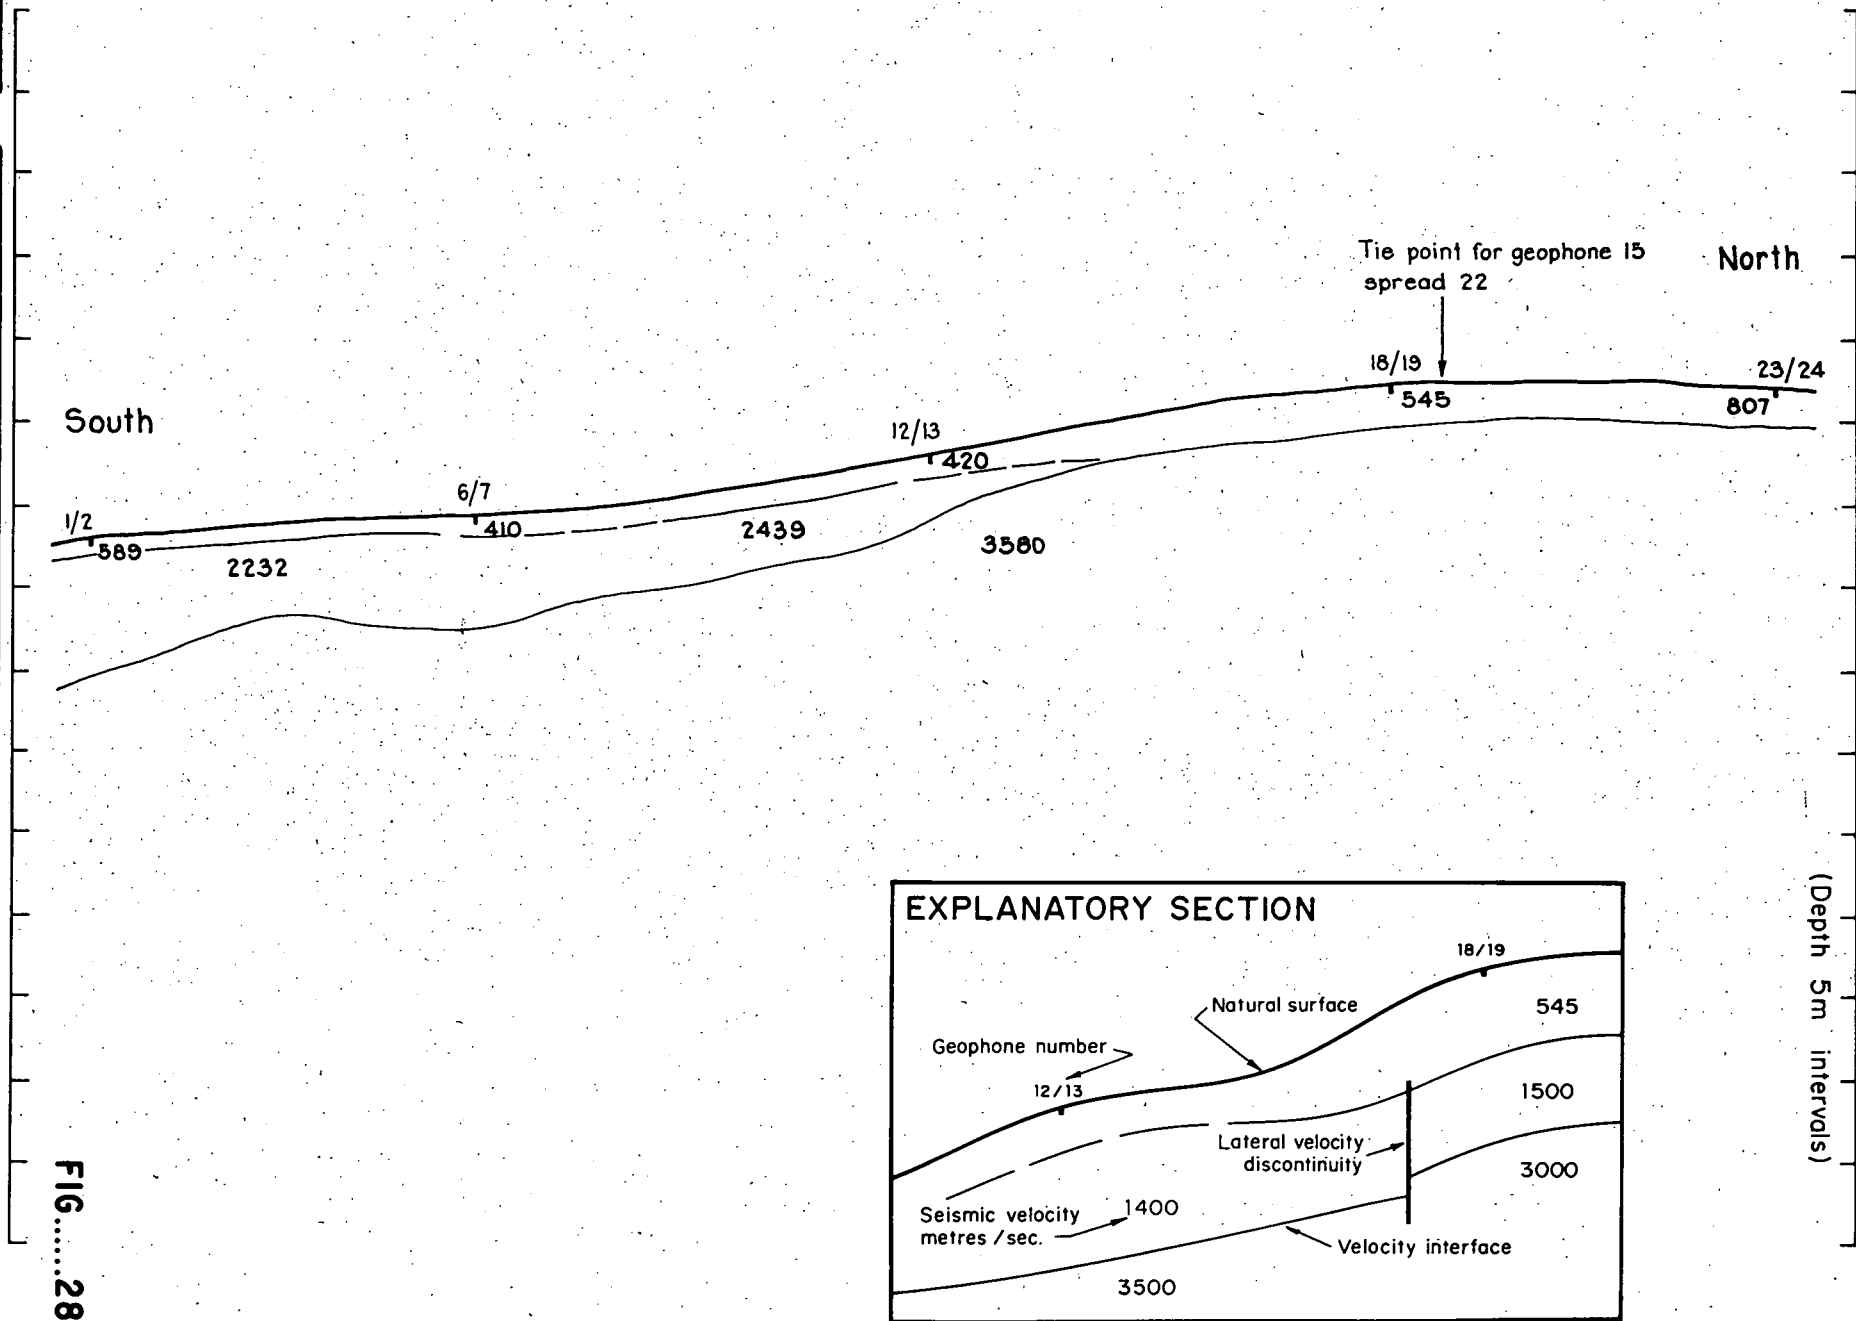 Tie point for geophone 15
spread 22
North
South
18/19
23/24
545
807
12/13
420
6/7
410
1/2
589
2232
2439
3580
(Depth 5m intervals)
EXPLANATORY SECTION
18/19
Natural surface
545
Geophone number
12/13
1500
Lateral velocity
discontinuity
3000
Seismic velocity
metres/sec.
1400
Velocity interface
3500
FIG......28